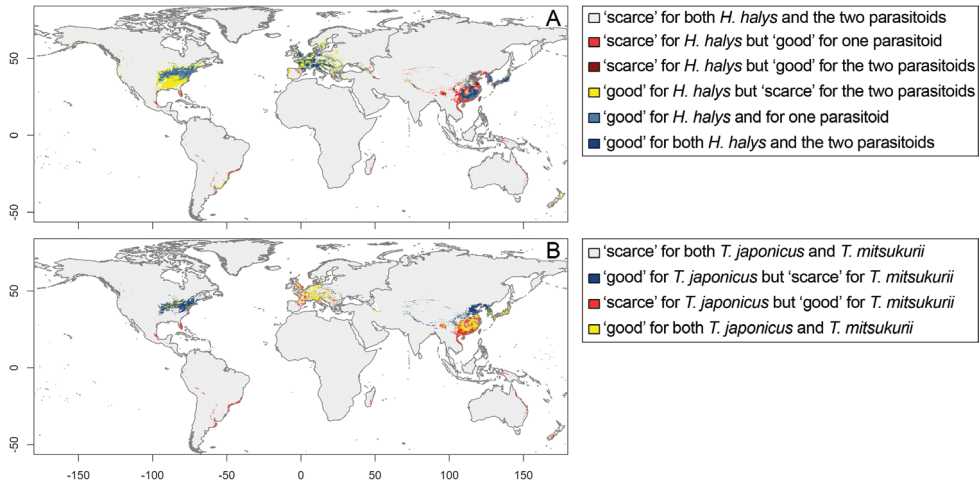 A
‘scarce’ for both H. halys and the two parasitoids
‘scarce’ for H. halys but ‘good’ for one parasitoid
‘scarce’ for H. halys but ‘good’ for the two parasitoids
‘good’ for H. halys but ‘scarce’ for the two parasitoids
‘good’ for H. halys and for one parasitoid
‘good’ for both H. halys and the two parasitoids
50
0
-50
B
‘scarce’ for both T. japonicus and T. mitsukurii
‘good’ for T. japonicus but ‘scarce’ for T. mitsukurii
‘scarce’ for T. japonicus but ‘good’ for T. mitsukurii
‘good’ for both T. japonicus and T. mitsukurii
50
0
-50
-150 -100 -50 0 50 100 150